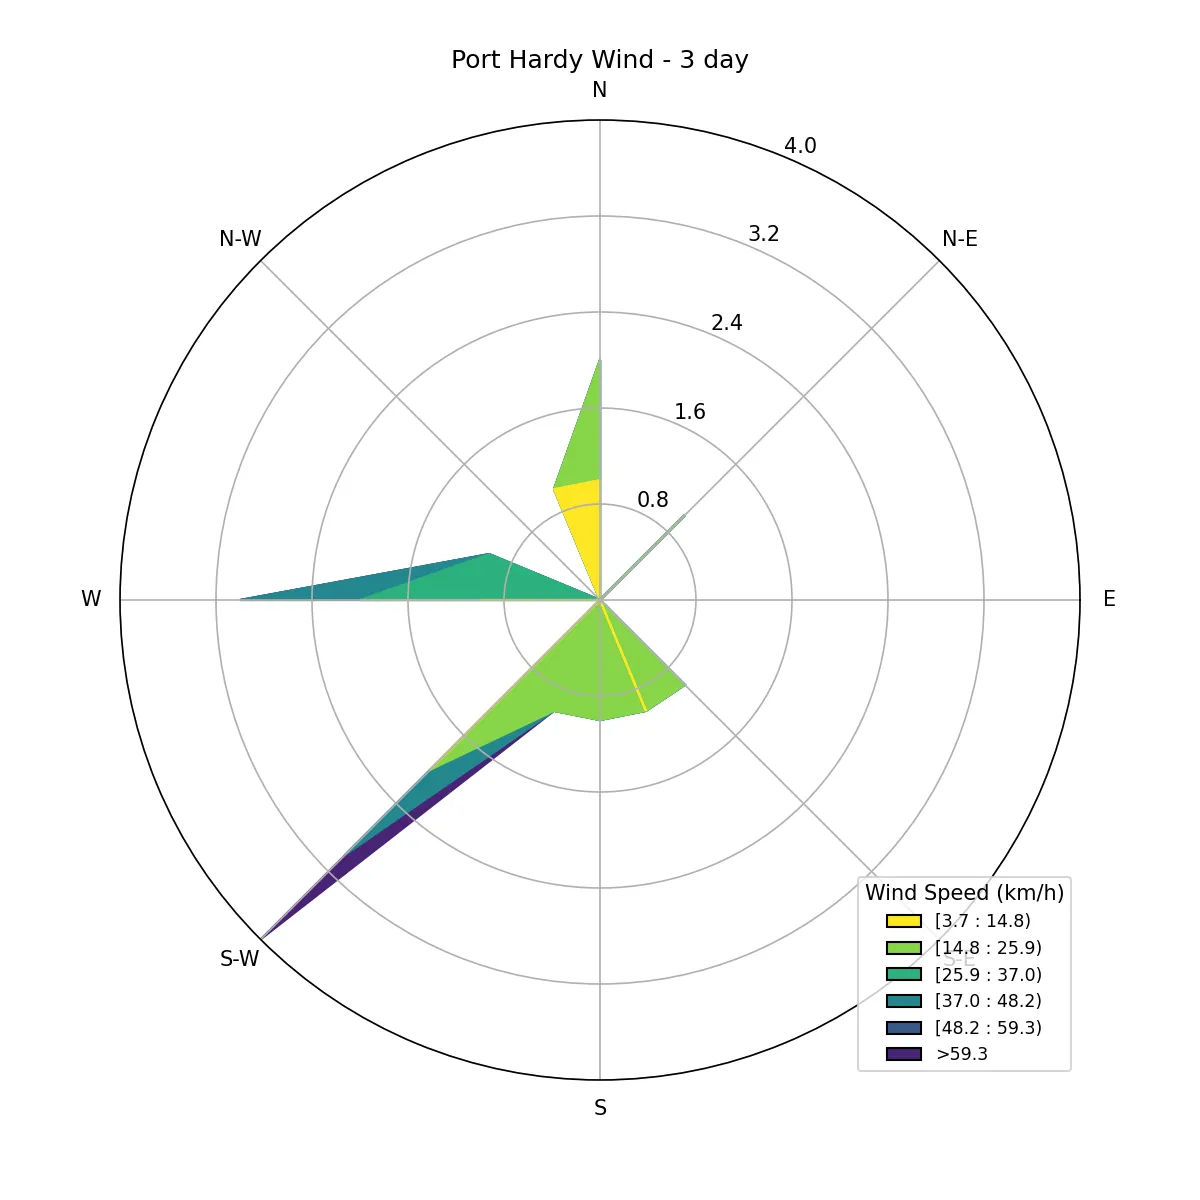 Port Hardy Wind - 3 day
N
4.0
N-W
3.2
N-E
2.4
1.6
0.8
W
E
S-W
S-E
S
Wind Speed (km/h)
[3.7 : 14.8)
[14.8 : 25.9)
[25.9 : 37.0)
[37.0 : 48.2)
[48.2 : 59.3)
>59.3